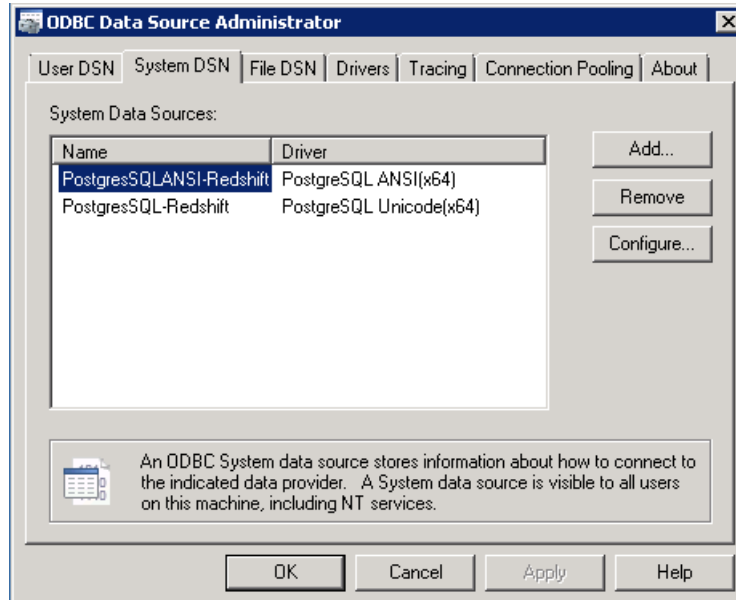 ODBC Data Source Administrator
User DSN System DSN File DSN Drivers Tracing Connection Pooling About
System Data Sources:
Name Driver
PostgresSQLANSI-Redshift PostgreSQL ANSI(x64)
PostgresSQL-Redshift PostgreSQL Unicode(x64)
Add...
Remove
Configure...
An ODBC System data source stores information about how to connect to
the indicated data provider. A System data source is visible to all users
on this machine, including NT services.
OK Cancel Apply Help